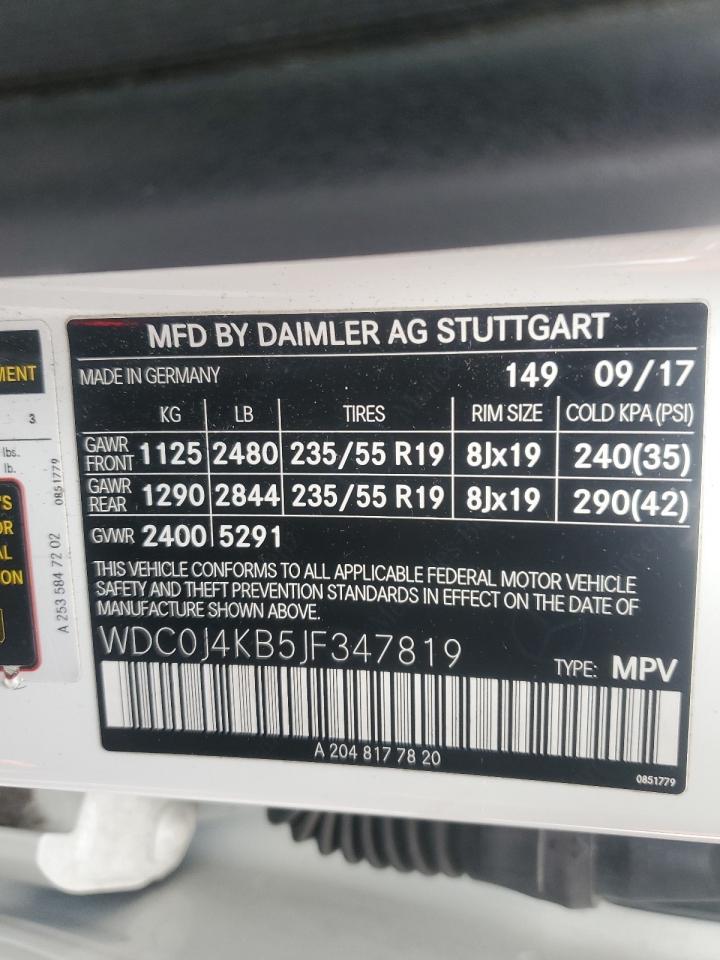 MFD BY DAIMLER AG STUTTGART
MADE IN GERMANY 149 09/17
KG LB TIRES RIM SIZE COLD KPA (PSI)
GAWR FRONT 1125 2480 235/55 R19 8Jx19 240(35)
GAWR REAR 1290 2844 235/55 R19 8Jx19 290(42)
GVWR 2400 5291
THIS VEHICLE CONFORMS TO ALL APPLICABLE FEDERAL MOTOR VEHICLE
SAFETY AND THEFT PREVENTION STANDARDS IN EFFECT ON THE DATE OF
MANUFACTURE SHOWN ABOVE.
WDC0J4KB5JF347819
TYPE: MPV
A 204 817 78 20
0851779
MENT
3
lbs.
lb.
'S
OR
AL
ION
A 253 584 72 02 0851779